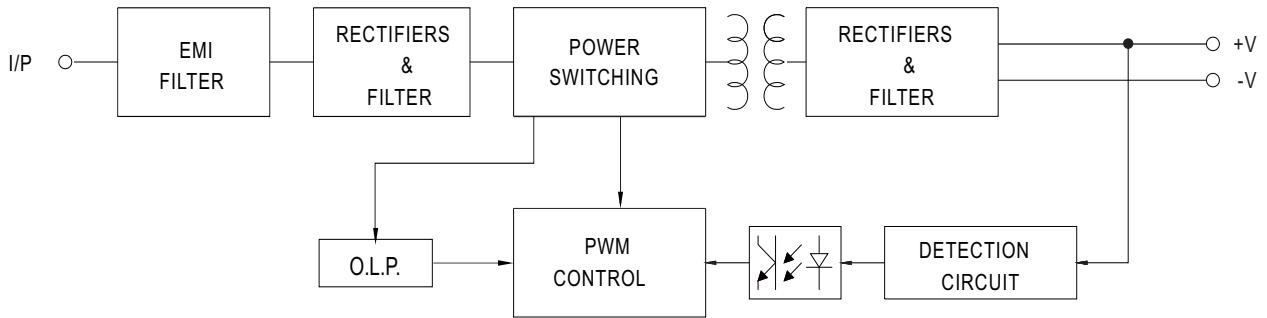 I/P
EMI
FILTER
RECTIFIERS
&
FILTER
POWER
SWITCHING
RECTIFIERS
&
FILTER
+V
-V
O.L.P.
PWM
CONTROL
DETECTION
CIRCUIT